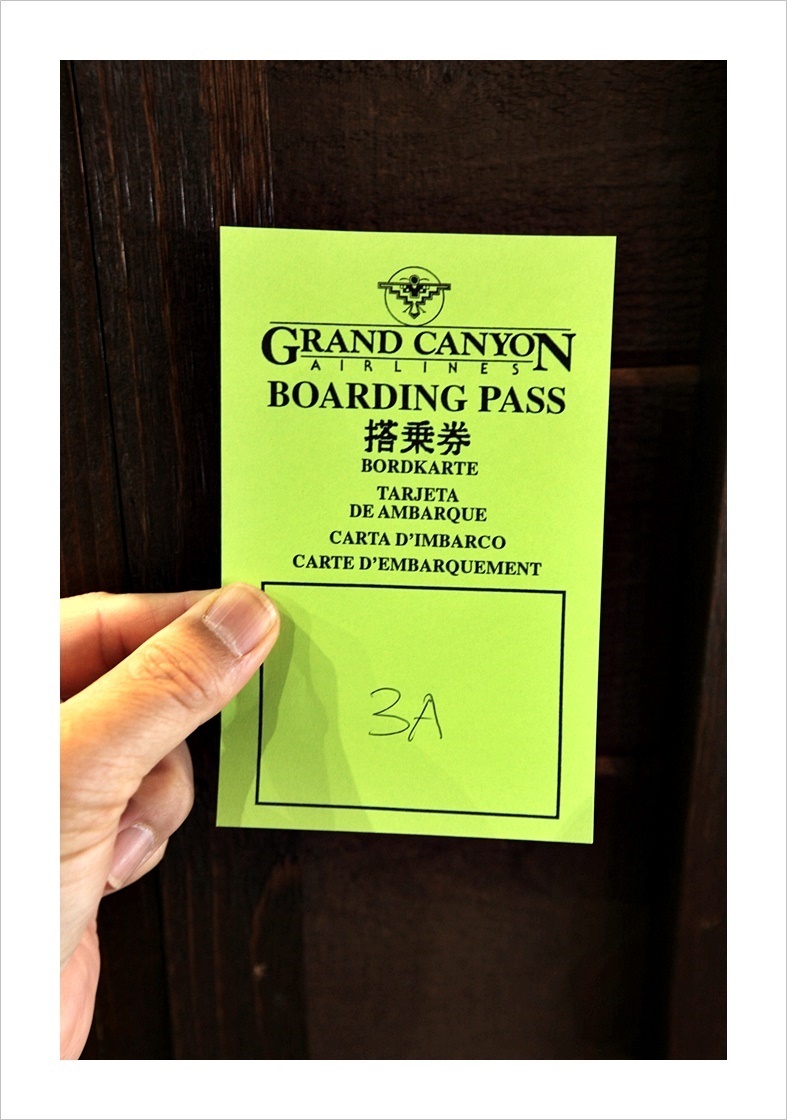 GRAND CANYON
AIRLINES
BOARDING PASS
搭乗券
BORDKARTE
TARJETA
DE AMBARQUE
CARTA D'IMBARCO
CARTE D'EMBARQUEMENT
3A